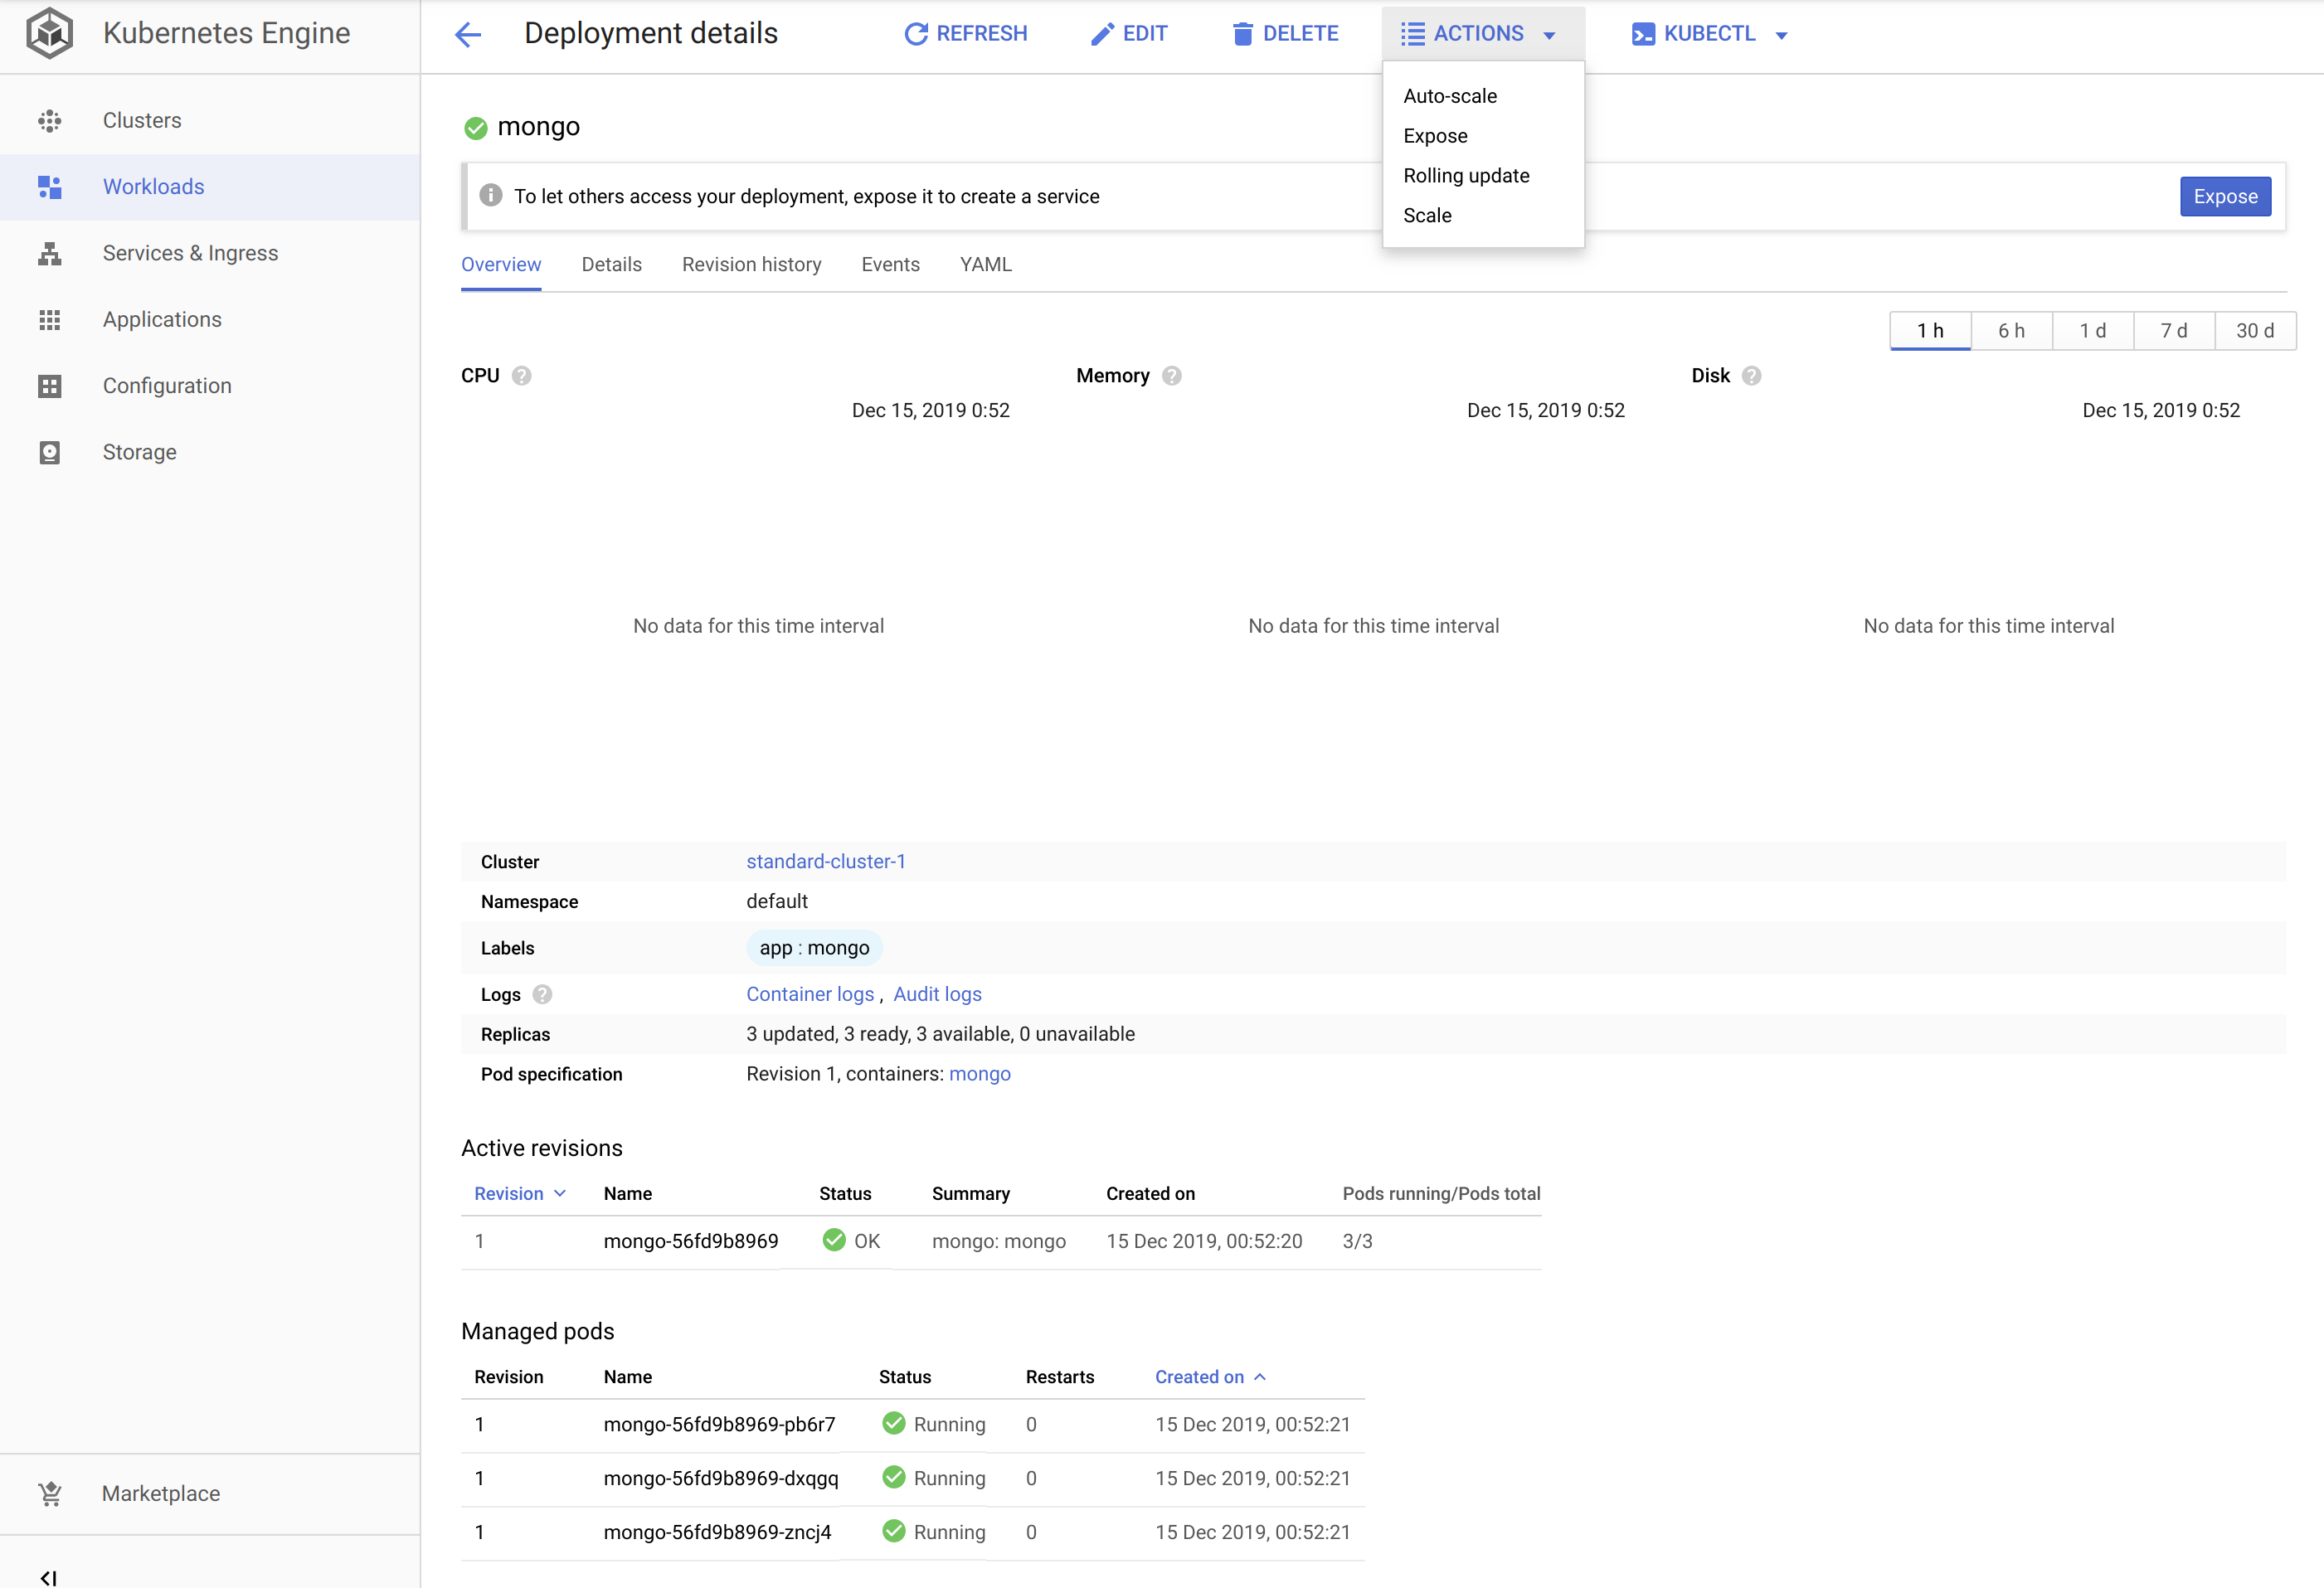 Kubernetes Engine
Deployment details
REFRESH
EDIT
DELETE
ACTIONS
KUBECTL
Clusters
Workloads
Services & Ingress
Applications
Configuration
Storage
Marketplace
Auto-scale
Expose
Rolling update
Scale
mongo
To let others access your deployment, expose it to create a service
Expose
Overview Details Revision history Events YAML
1 h 6 h 1 d 7 d 30 d
CPU Memory Disk
Dec 15, 2019 0:52 Dec 15, 2019 0:52 Dec 15, 2019 0:52
No data for this time interval No data for this time interval No data for this time interval
Cluster standard-cluster-1
Namespace default
Labels app : mongo
Logs Container logs , Audit logs
Replicas 3 updated, 3 ready, 3 available, 0 unavailable
Pod specification Revision 1, containers: mongo
Active revisions
Revision Name Status Summary Created on Pods running/Pods total
1 mongo-56fd9b8969 OK mongo: mongo 15 Dec 2019, 00:52:20 3/3
Managed pods
Revision Name Status Restarts Created on
1 mongo-56fd9b8969-pb6r7 Running 0 15 Dec 2019, 00:52:21
1 mongo-56fd9b8969-dxqgq Running 0 15 Dec 2019, 00:52:21
1 mongo-56fd9b8969-zncj4 Running 0 15 Dec 2019, 00:52:21